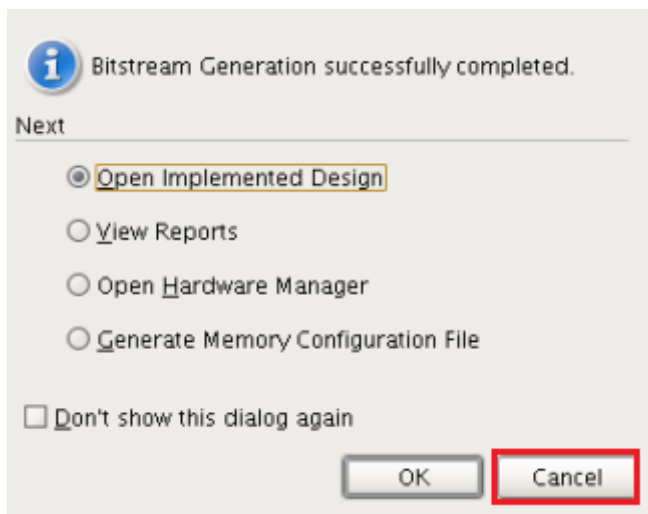 Bitstream Generation successfully completed.
Next
Open Implemented Design
View Reports
Open Hardware Manager
Generate Memory Configuration File
Don't show this dialog again
OK
Cancel